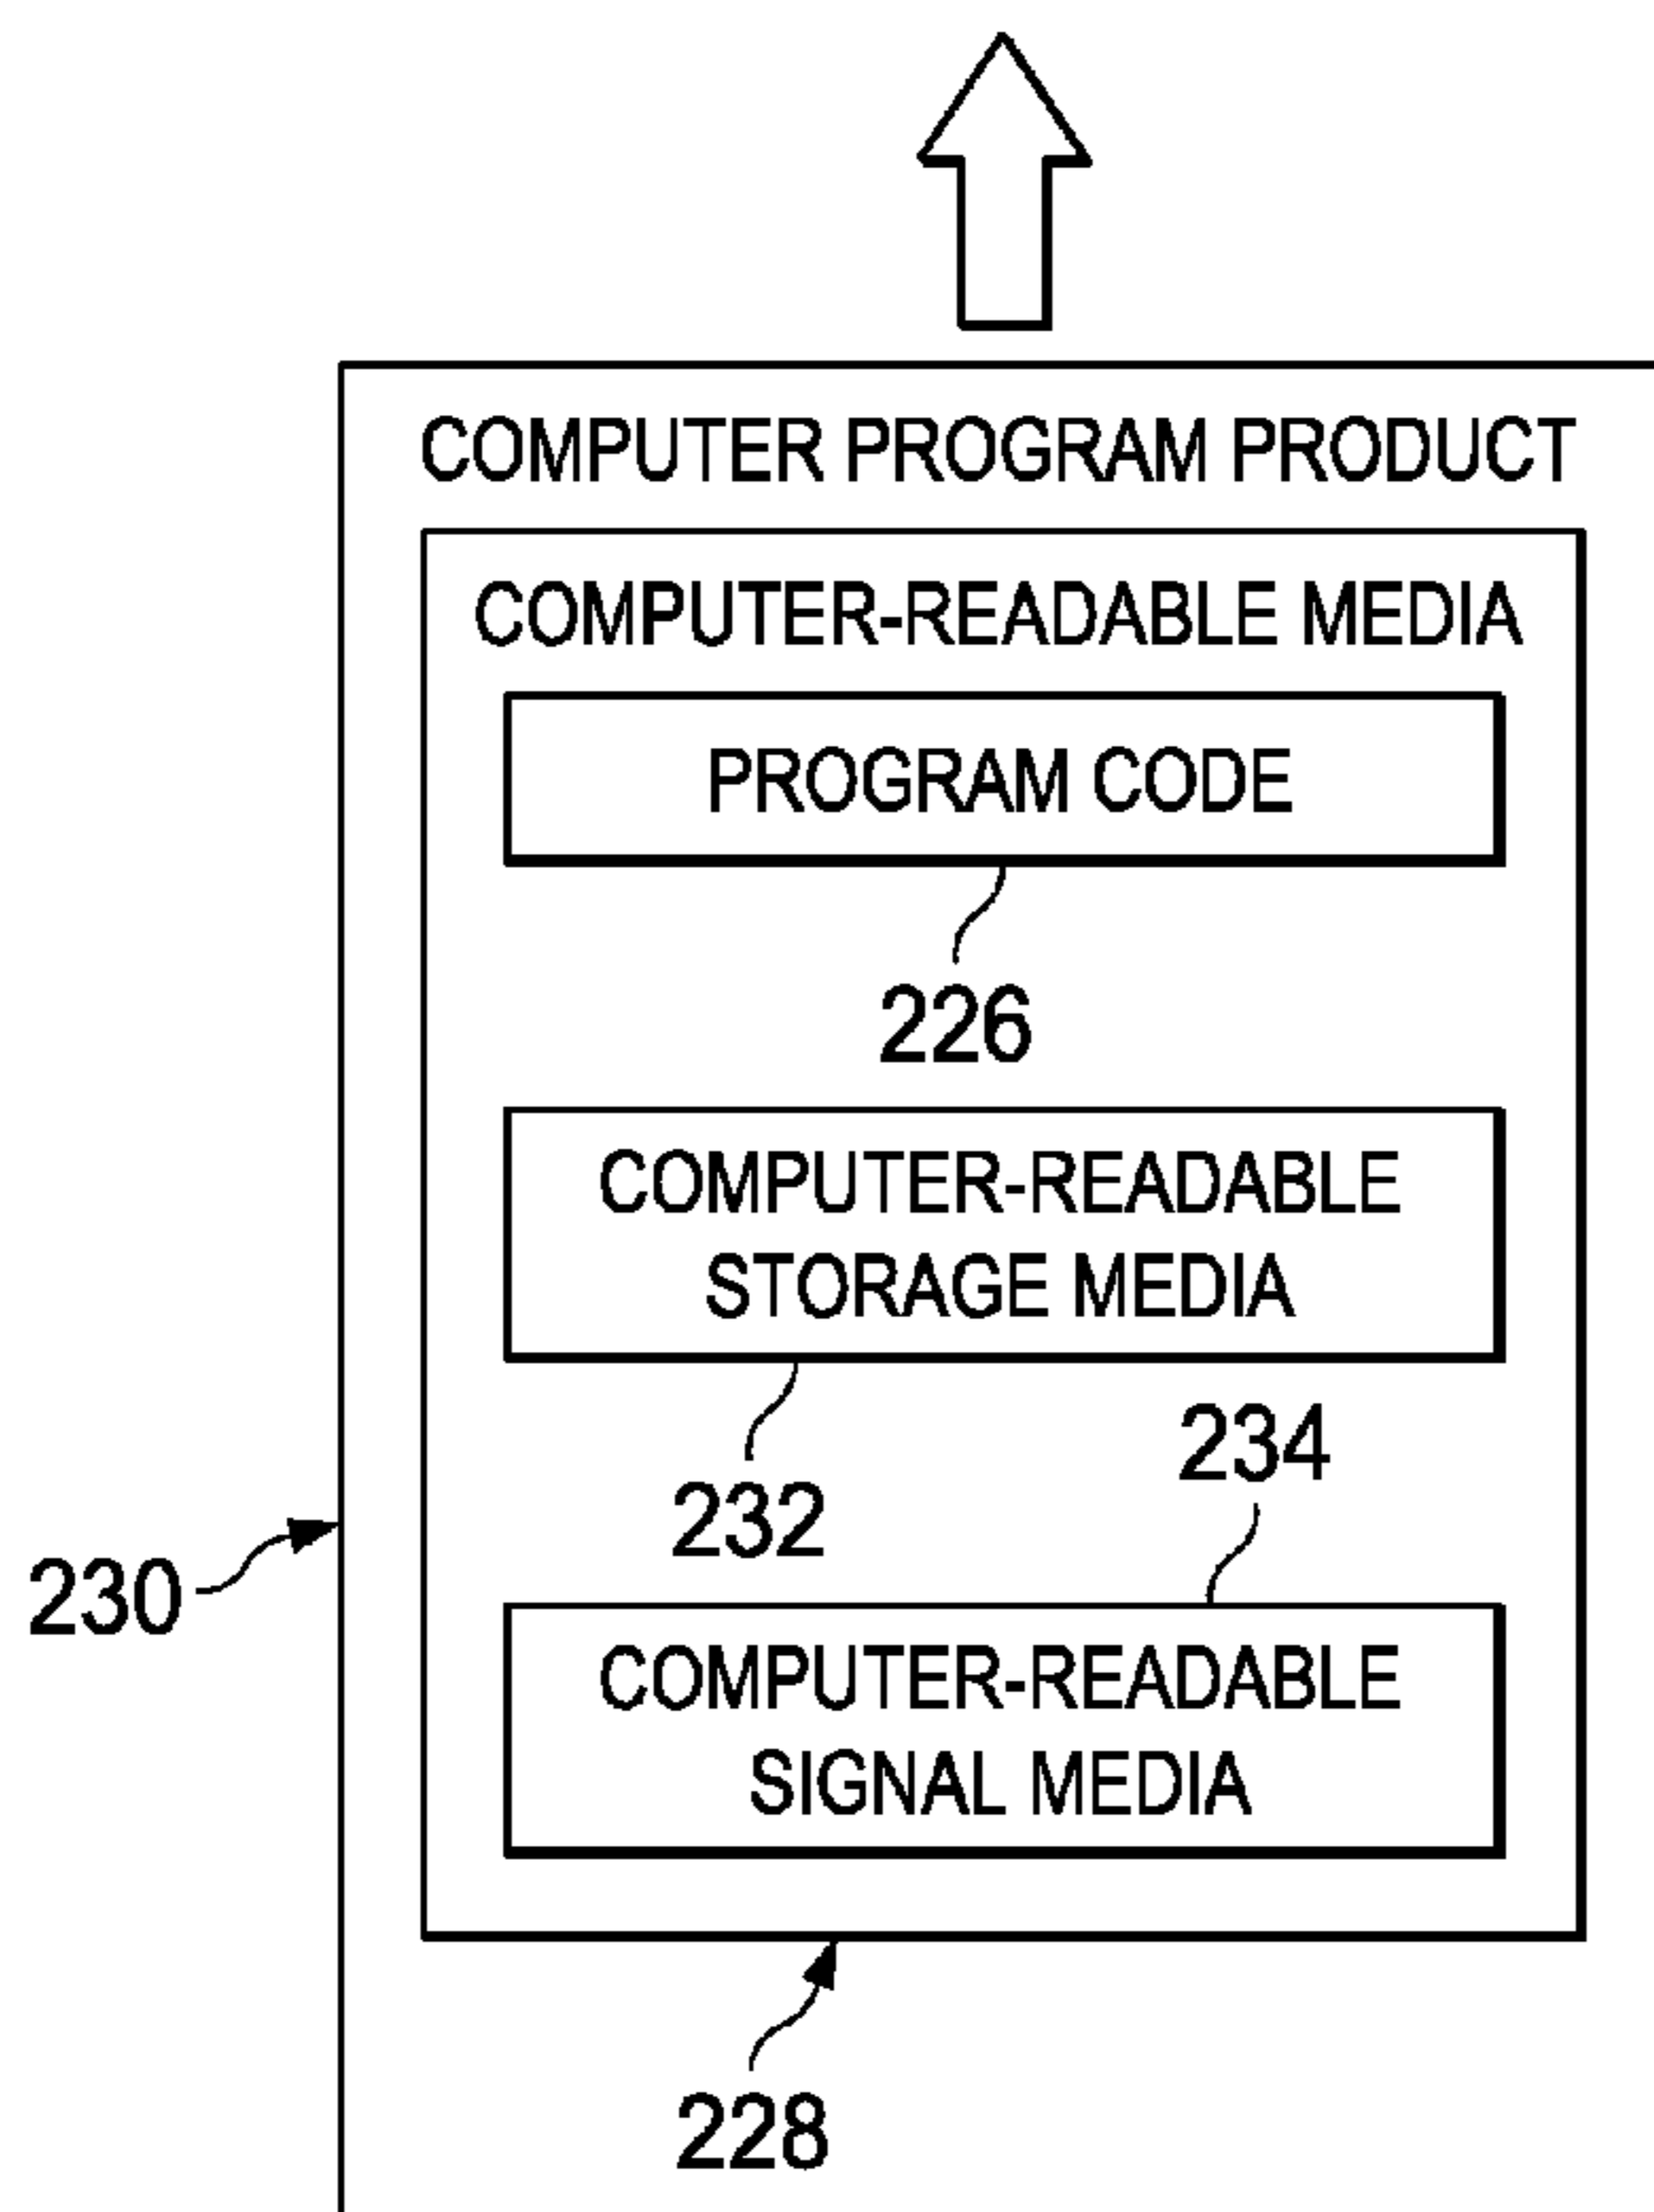 COMPUTER PROGRAM PRODUCT
COMPUTER-READABLE MEDIA
PROGRAM CODE
226
COMPUTER-READABLE
STORAGE MEDIA
232
234
230
COMPUTER-READABLE
SIGNAL MEDIA
228